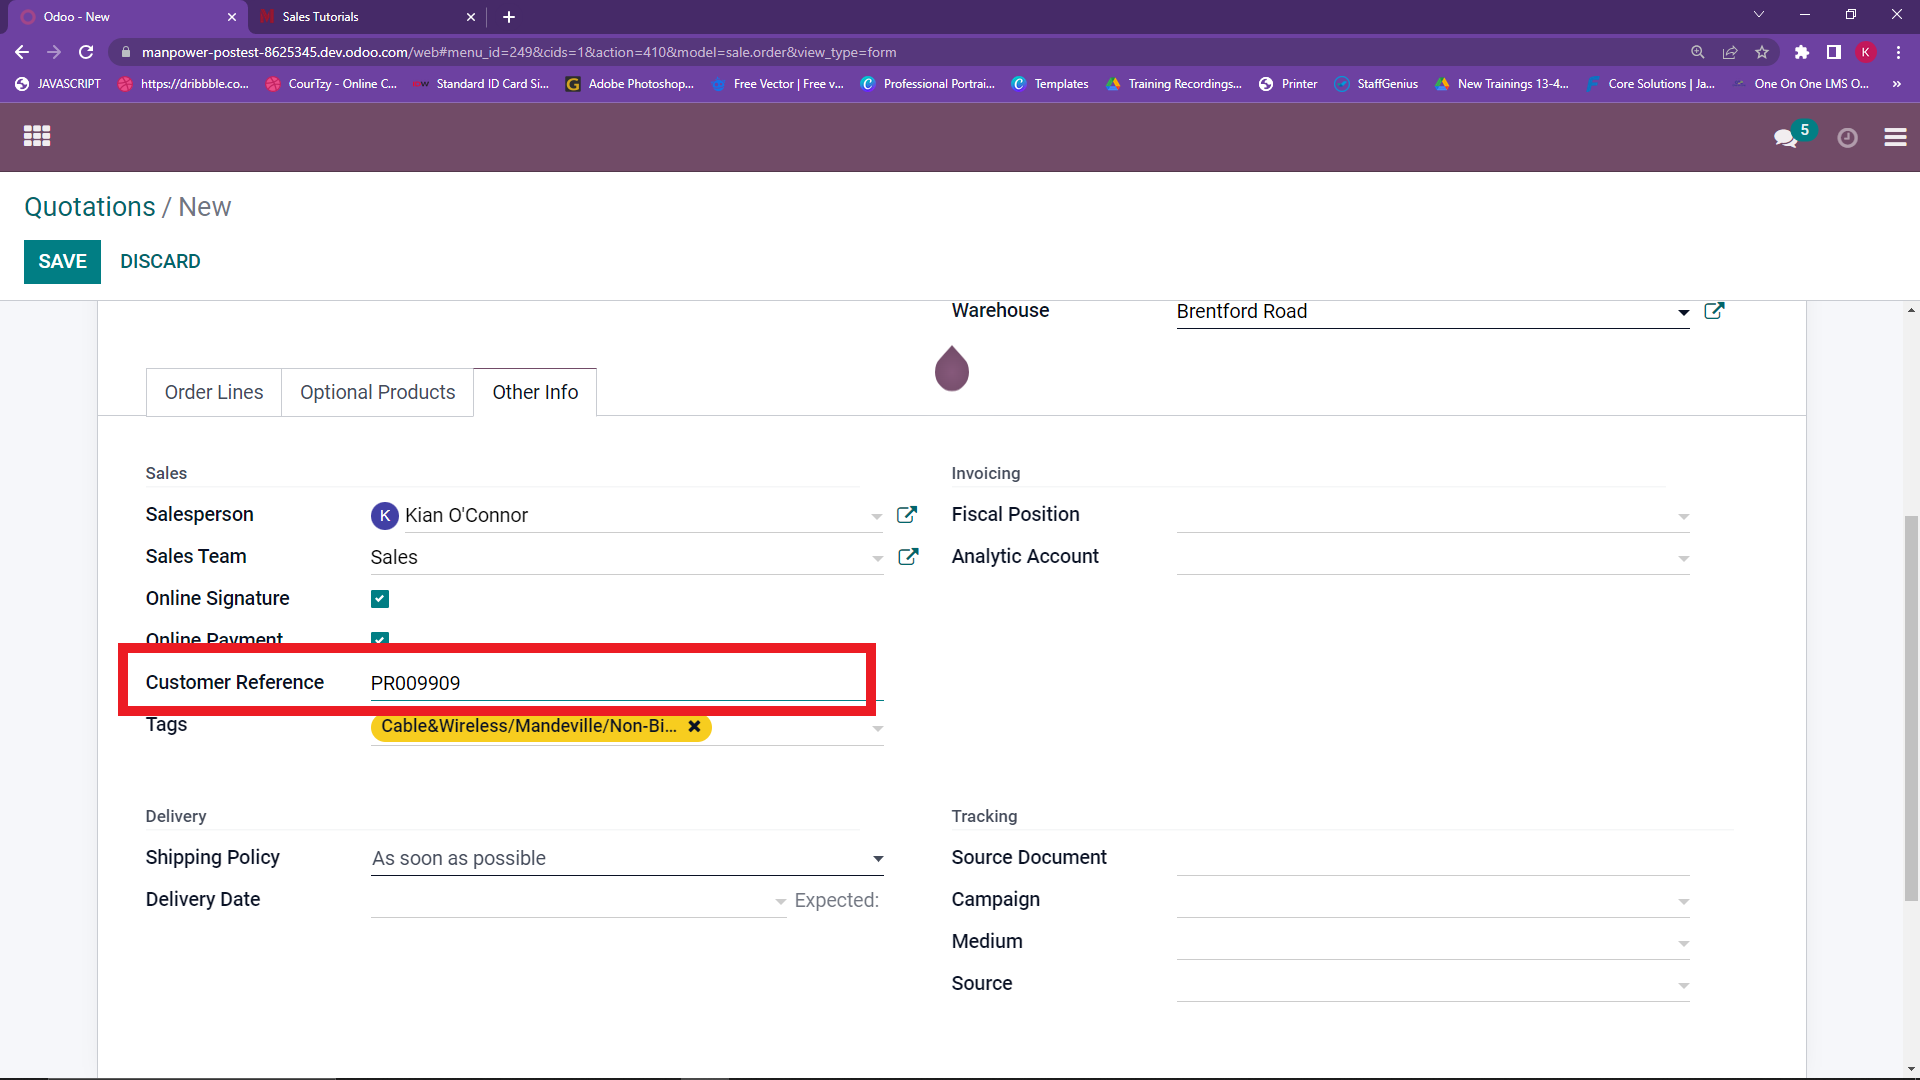 Odoo - New
Sales Tutorials
manpower-postest-8625345.dev.odoo.com/web#menu_id=249&cids=1&action=410&model=sale.order&view_type=form
K
JAVASCRIPT
https://dribbble.co...
CourTzy - Online C...
Standard ID Card Si...
Adobe Photoshop...
Free Vector | Free v...
Professional Portrai...
Templates
Training Recordings...
Printer
StaffGenius
New Trainings 13-4...
Core Solutions | Ja...
One On One LMS O...
»
5
Quotations / New
SAVE DISCARD
Warehouse Brentford Road
Order Lines Optional Products Other Info
Sales
Salesperson K Kian O'Connor
Sales Team Sales
Online Signature
Online Payment
Customer Reference PR009909
Tags Cable&Wireless/Mandeville/Non-Bi...
Invoicing
Fiscal Position
Analytic Account
Delivery
Shipping Policy As soon as possible
Delivery Date Expected:
Tracking
Source Document
Campaign
Medium
Source